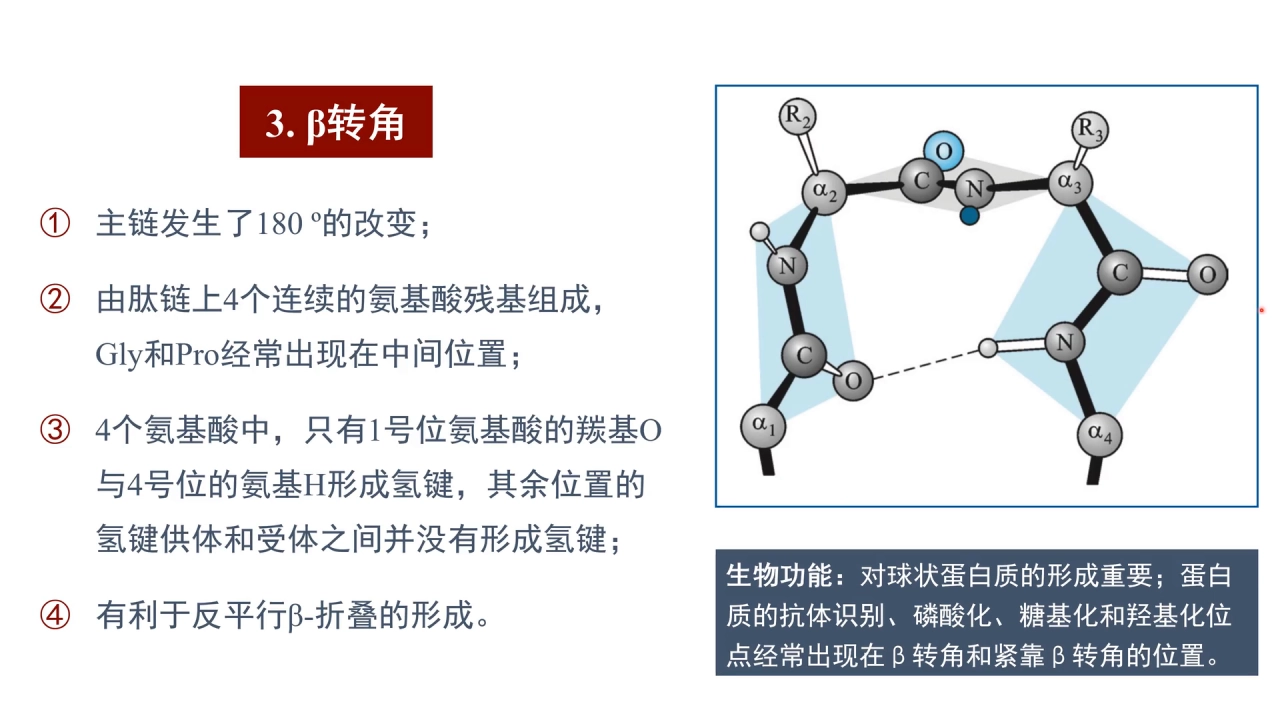 3. β转角
① 主链发生了180 º的改变；
② 由肽链上4个连续的氨基酸残基组成，
Gly和Pro经常出现在中间位置；
③ 4个氨基酸中，只有1号位氨基酸的羰基O
与4号位的氨基H形成氢键，其余位置的
氢键供体和受体之间并没有形成氢键；
④ 有利于反平行β-折叠的形成。
R2
R3
O
α2
C
N
α3
N
C
O
C
O
N
α1
α4
生物功能：对球状蛋白质的形成重要；蛋白
质的抗体识别、磷酸化、糖基化和羟基化位
点经常出现在β转角和紧靠β转角的位置。